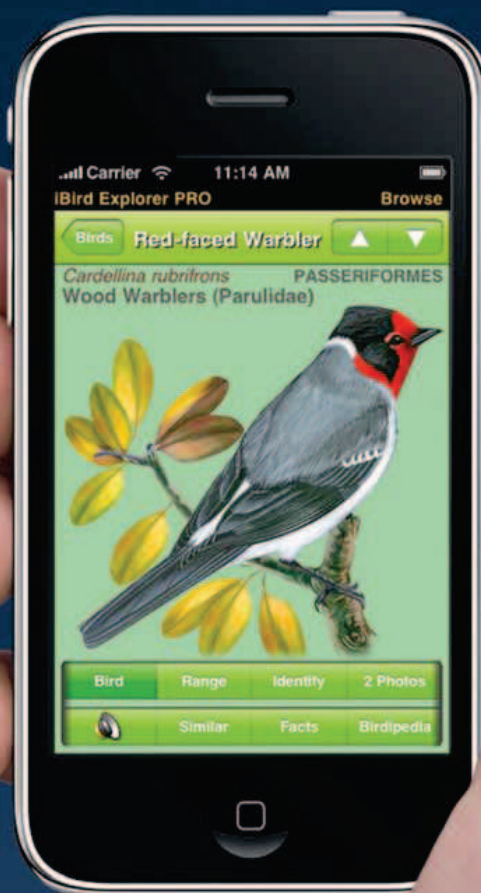 Carrier 11:14 AM
iBird Explorer PRO Browse
Birds Red-faced Warbler
Cardellina rubrifrons PASSERIFORMES
Wood Warblers (Parulidae)
Bird Range Identify 2 Photos
Similar Facts Birdipedia